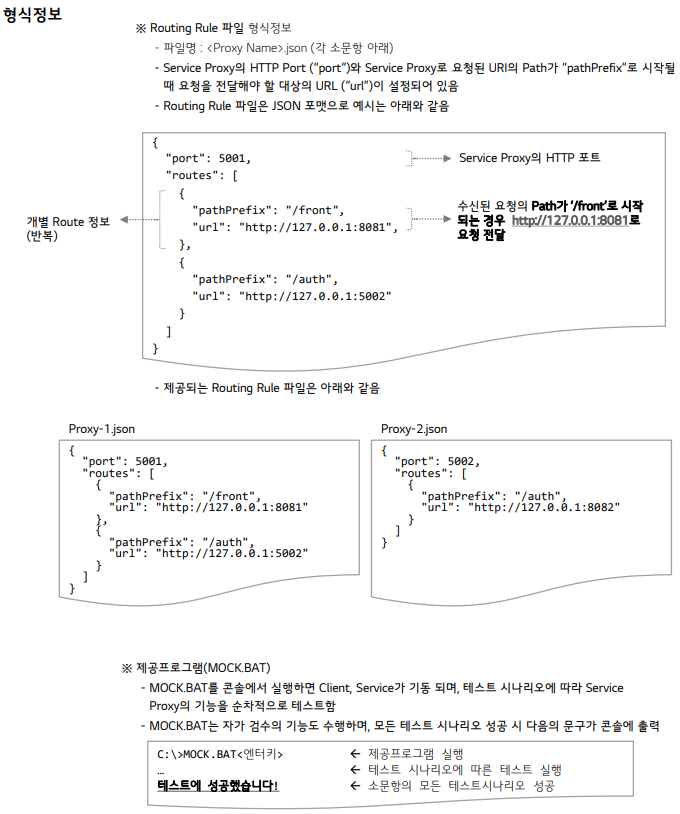 형식정보
※ Routing Rule 파일 형식정보
- 파일명 : <Proxy Name>.json (각 소문항 아래)
- Service Proxy의 HTTP Port ("port")와 Service Proxy로 요청된 URI의 Path가 "pathPrefix"로 시작될
때 요청을 전달해야 할 대상의 URL ("url")이 설정되어 있음
- Routing Rule 파일은 JSON 포맷으로 예시는 아래와 같음
{
"port": 5001,
Service Proxy의 HTTP 포트
"routes": [
{
"pathPrefix": "/front",
"url": "http://127.0.0.1:8081",
},
개별 Route 정보
(반복)
수신된 요청의 Path가 '/front'로 시작
되는 경우 http://127.0.0.1:8081로
요청 전달
{
"pathPrefix": "/auth",
"url": "http://127.0.0.1:5002"
}
]
}
- 제공되는 Routing Rule 파일은 아래와 같음
Proxy-1.json
{
"port": 5001,
"routes": [
{
"pathPrefix": "/front",
"url": "http://127.0.0.1:8081"
},
{
"pathPrefix": "/auth",
"url": "http://127.0.0.1:5002"
}
]
}
Proxy-2.json
{
"port": 5002,
"routes": [
{
"pathPrefix": "/auth",
"url": "http://127.0.0.1:8082"
}
]
}
※ 제공프로그램(MOCK.BAT)
- MOCK.BAT를 콘솔에서 실행하면 Client, Service가 기동 되며, 테스트 시나리오에 따라 Service
Proxy의 기능을 순차적으로 테스트함
- MOCK.BAT는 자가 검수의 기능도 수행하며, 모든 테스트 시나리오 성공 시 다음의 문구가 콘솔에 출력
C:\>MOCK.BAT<엔터키> ← 제공프로그램 실행
… ← 테스트 시나리오에 따른 테스트 실행
테스트에 성공했습니다! ← 소문항의 모든 테스트시나리오 성공